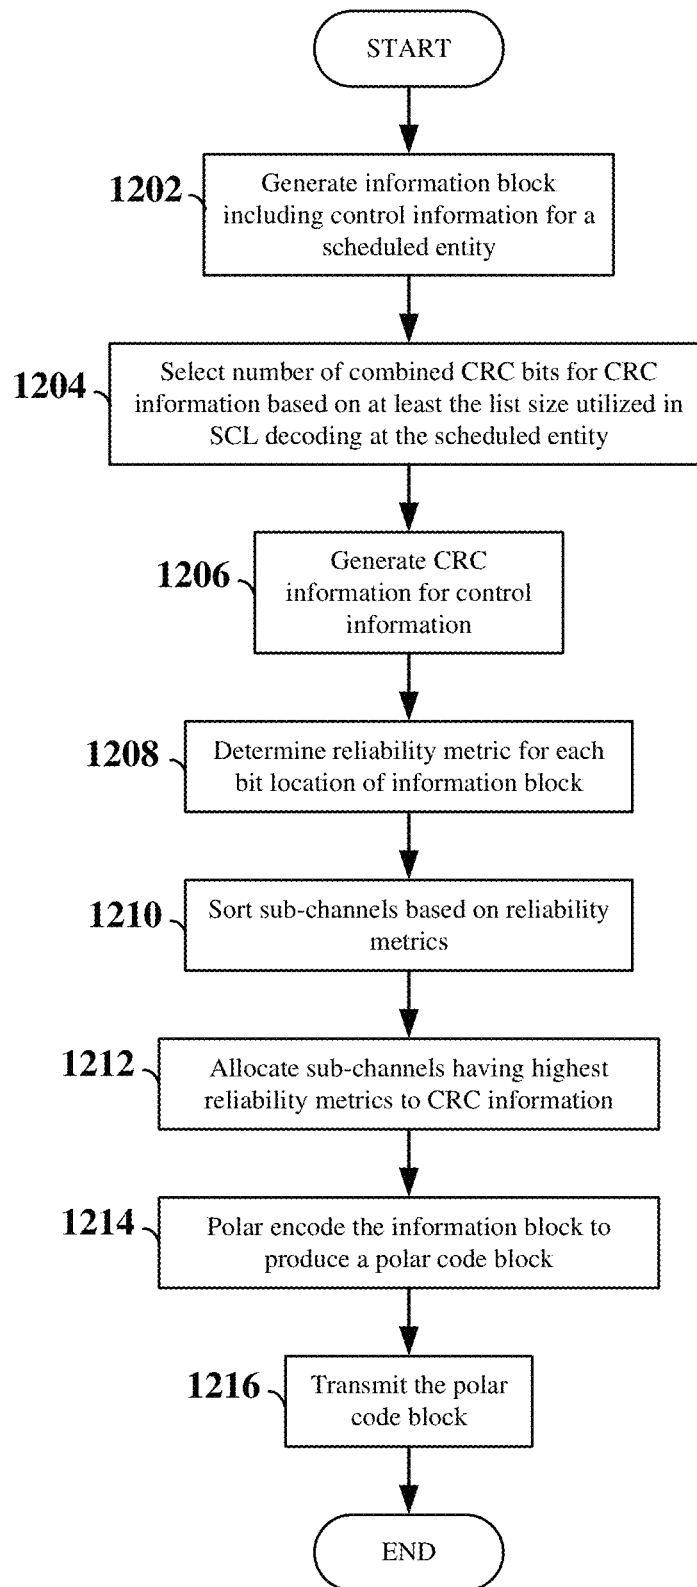 START
1202
Generate information block
including control information for a
scheduled entity
1204
Select number of combined CRC bits for CRC
information based on at least the list size utilized in
SCL decoding at the scheduled entity
1206
Generate CRC
information for control
information
1208
Determine reliability metric for each
bit location of information block
1210
Sort sub-channels based on reliability
metrics
1212
Allocate sub-channels having highest
reliability metrics to CRC information
1214
Polar encode the information block to
produce a polar code block
1216
Transmit the polar
code block
END